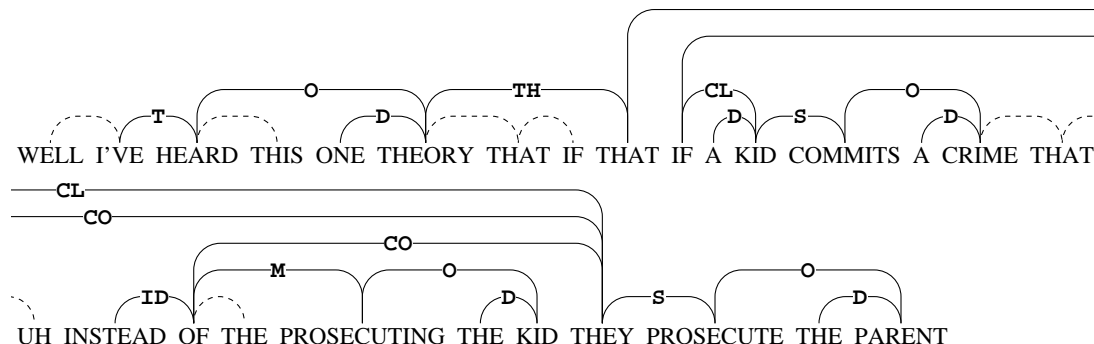 O TH CL O
T D D S D
WELL I'VE HEARD THIS ONE THEORY THAT IF THAT IF A KID COMMITS A CRIME THAT
CL
CO
CO
M O
ID D S O D
UH INSTEAD OF THE PROSECUTING THE KID THEY PROSECUTE THE PARENT